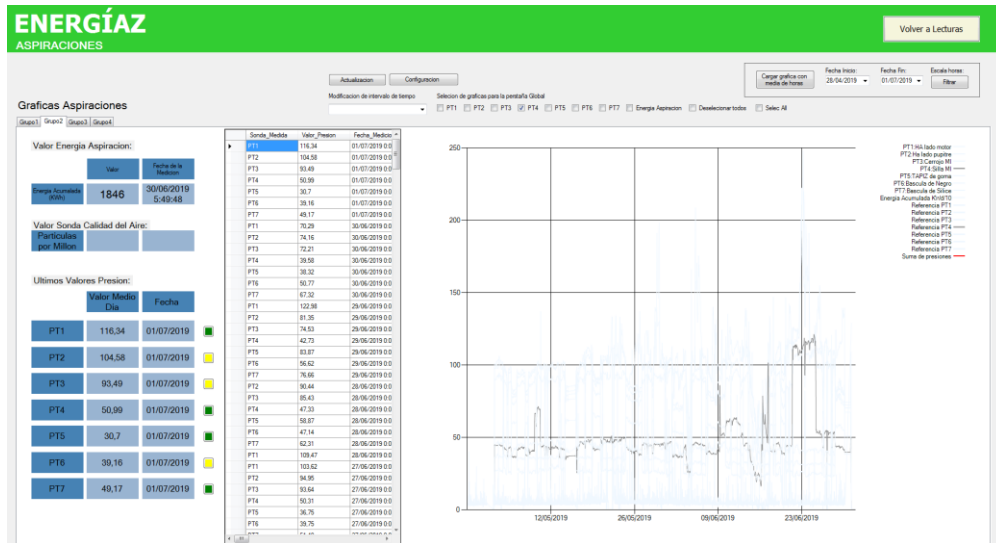 ENERGÍAZ
ASPIRACIONES
Volver a Lecturas
Actualizacion
Configuracion
Modificacion de intervalo de tiempo
Selecion de graficas para la pentaña Global
PT1 PT2 PT3 PT4 PT5 PT6 PT7 Energia Aspiracion Deselecionar todos Selec All
Cargar grafica con
media de horas
Fecha Inicio:
28/04/2019
Fecha Fin:
01/07/2019
Escala horas:
Filtrar
Graficas Aspiraciones
Grupo1 Grupo2 Grupo3 Grupo4
Valor Energia Aspiracion:
Valor
Fecha de la
Medicion
Energia Acumulada
(KWh)
1846
30/06/2019
5:49:48
Valor Sonda Calidad del Aire:
Particulas
por Millon
Ultimos Valores Presion:
Valor Medio
Dia
Fecha
PT1 116,34 01/07/2019
PT2 104,58 01/07/2019
PT3 93,49 01/07/2019
PT4 50,99 01/07/2019
PT5 30,7 01/07/2019
PT6 39,16 01/07/2019
PT7 49,17 01/07/2019
Sonda_Medida Valor_Presion Fecha_Medicio
PT1 116,34 01/07/2019 0:0
PT2 104,58 01/07/2019 0:0
PT3 93,49 01/07/2019 0:0
PT4 50,99 01/07/2019 0:0
PT5 30,7 01/07/2019 0:0
PT6 39,16 01/07/2019 0:0
PT7 49,17 01/07/2019 0:0
PT1 70,29 30/06/2019 0:0
PT2 74,16 30/06/2019 0:0
PT3 72,21 30/06/2019 0:0
PT4 39,58 30/06/2019 0:0
PT5 38,32 30/06/2019 0:0
PT6 50,77 30/06/2019 0:0
PT7 67,32 30/06/2019 0:0
PT1 122,98 29/06/2019 0:0
PT2 81,35 29/06/2019 0:0
PT3 74,53 29/06/2019 0:0
PT4 42,73 29/06/2019 0:0
PT5 83,87 29/06/2019 0:0
PT6 56,62 29/06/2019 0:0
PT7 76,66 29/06/2019 0:0
PT2 90,44 28/06/2019 0:0
PT3 85,43 28/06/2019 0:0
PT4 47,33 28/06/2019 0:0
PT5 58,87 28/06/2019 0:0
PT6 47,14 28/06/2019 0:0
PT7 62,31 28/06/2019 0:0
PT1 109,47 28/06/2019 0:0
PT1 103,62 27/06/2019 0:0
PT2 94,95 27/06/2019 0:0
PT3 93,64 27/06/2019 0:0
PT4 50,31 27/06/2019 0:0
PT5 36,75 27/06/2019 0:0
PT6 39,75 27/06/2019 0:0
250
200
150
100
50
0
12/05/2019 26/05/2019 09/06/2019 23/06/2019
PT1:HA lado motor
PT2:Ha lado pupitre
PT3:Cerrojo MI
PT4:Silla MI
PT5:TAPIZ de goma
PT6:Bascula de Negro
PT7:Bascula de Silice
Energia Acumulada
Referencia PT1
Referencia PT2
Referencia PT3
Referencia PT4
Referencia PT5
Referencia PT6
Referencia PT7
Suma de presiones